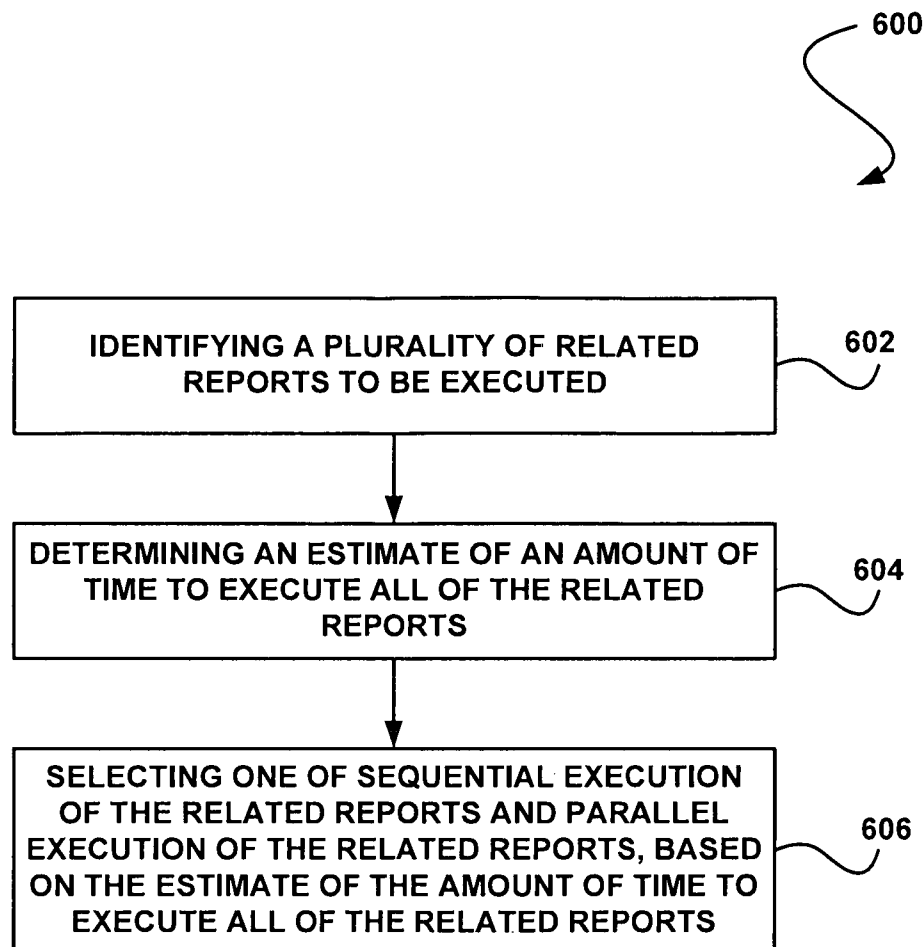 600
IDENTIFYING A PLURALITY OF RELATED
REPORTS TO BE EXECUTED
602
DETERMINING AN ESTIMATE OF AN AMOUNT OF
TIME TO EXECUTE ALL OF THE RELATED
REPORTS
604
SELECTING ONE OF SEQUENTIAL EXECUTION
OF THE RELATED REPORTS AND PARALLEL
EXECUTION OF THE RELATED REPORTS, BASED
ON THE ESTIMATE OF THE AMOUNT OF TIME TO
EXECUTE ALL OF THE RELATED REPORTS
606